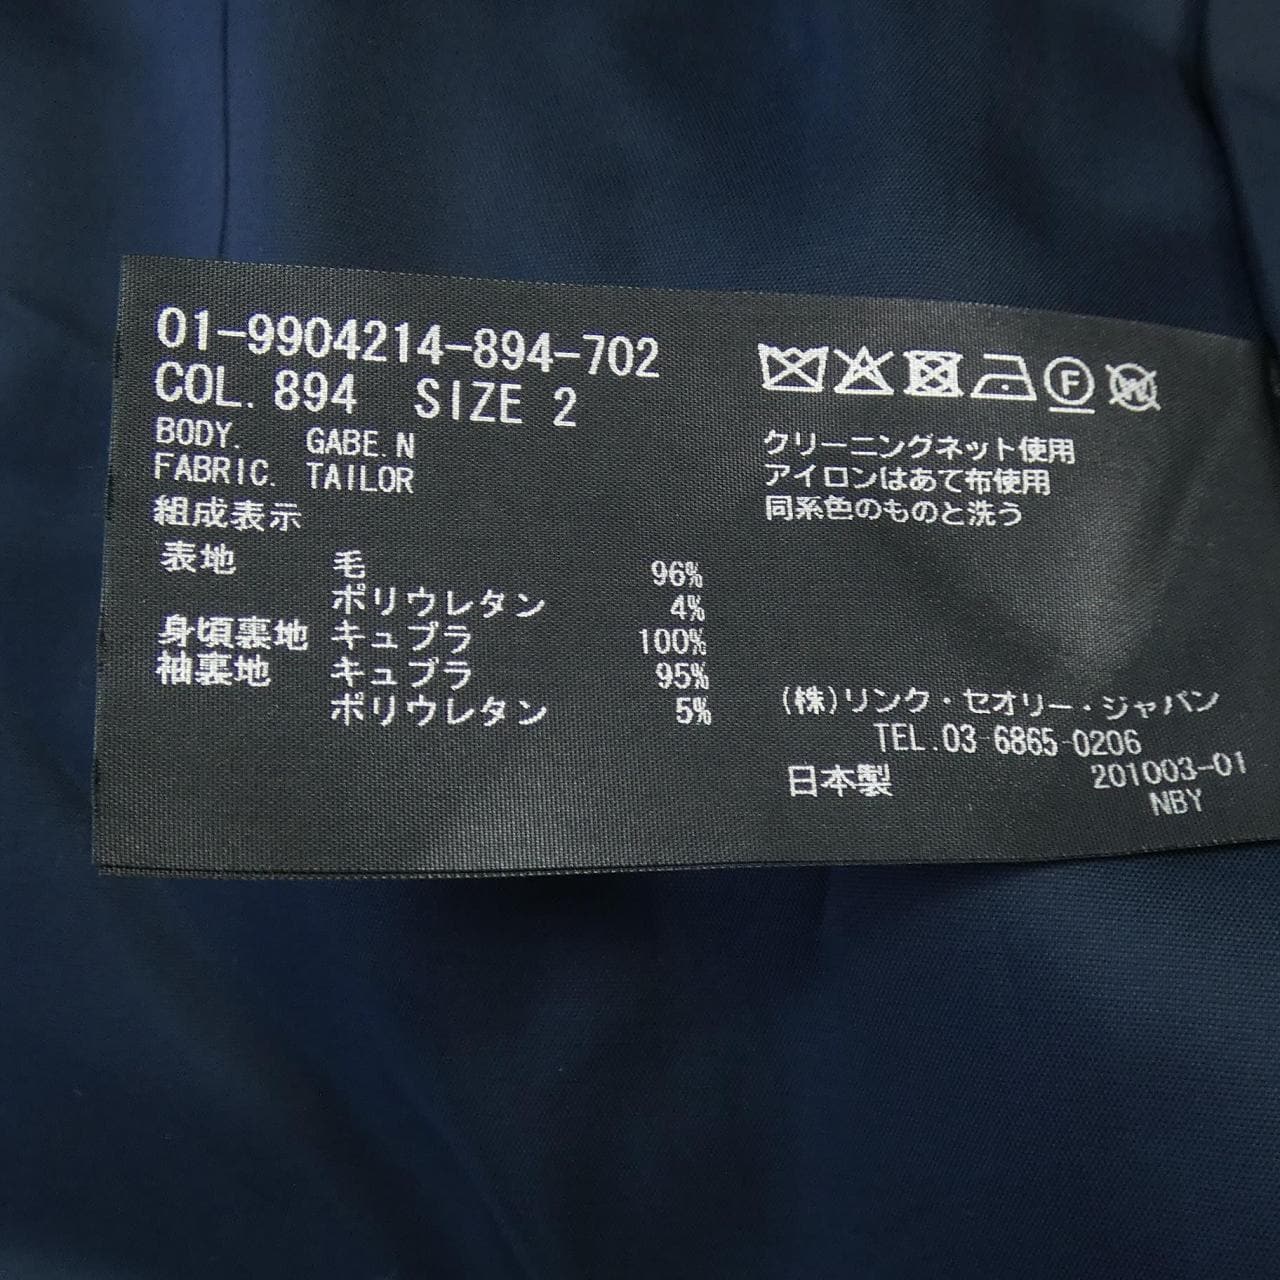 01-9904214-894-702
COL. 894 SIZE 2
BODY. GABE.N
FABRIC. TAILOR
組成表示
表地 毛 96%
ポリウレタン 4%
身頃裏地 キュプラ 100%
袖裏地 キュプラ 95%
ポリウレタン 5%
F W
クリーニングネット使用
アイロンはあて布使用
同系色のものと洗う
(株)リンク・セオリー・ジャパン
TEL.03-6865-0206
日本製 201003-01
NBY